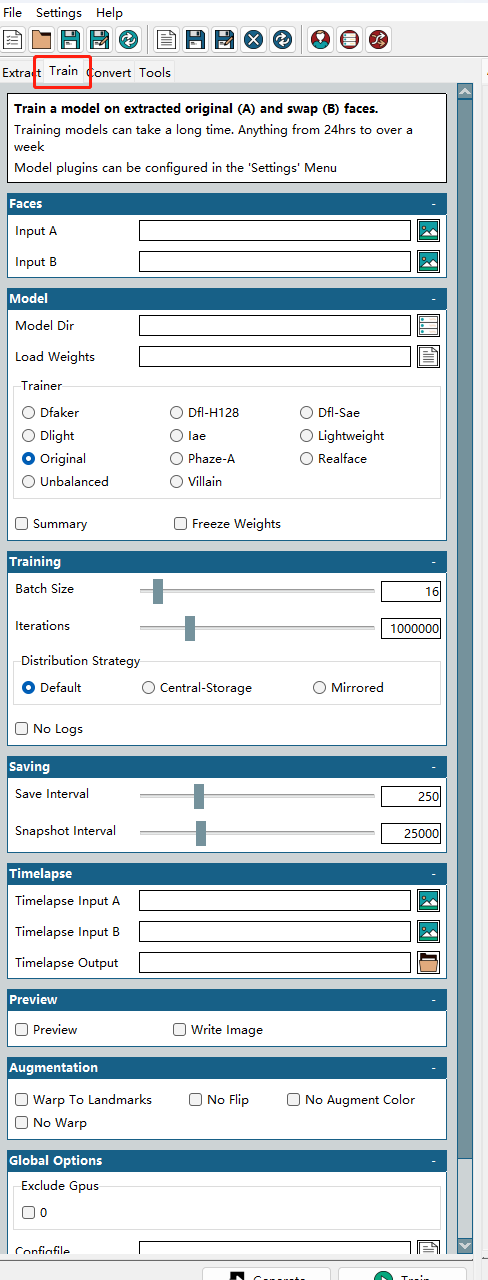 File Settings Help
Extract Train Convert Tools
Train a model on extracted original (A) and swap (B) faces.
Training models can take a long time. Anything from 24hrs to over a
week
Model plugins can be configured in the 'Settings' Menu
Faces -
Input A
Input B
Model -
Model Dir
Load Weights
Trainer
Dfaker Dfl-H128 Dfl-Sae
Dlight Iae Lightweight
Original Phaze-A Realface
Unbalanced Villain
Summary Freeze Weights
Training -
Batch Size 16
Iterations 1000000
Distribution Strategy
Default Central-Storage Mirrored
No Logs
Saving -
Save Interval 250
Snapshot Interval 25000
Timelapse -
Timelapse Input A
Timelapse Input B
Timelapse Output
Preview -
Preview Write Image
Augmentation -
Warp To Landmarks No Flip No Augment Color
No Warp
Global Options -
Exclude Gpus
0
Configfile
Generate Train